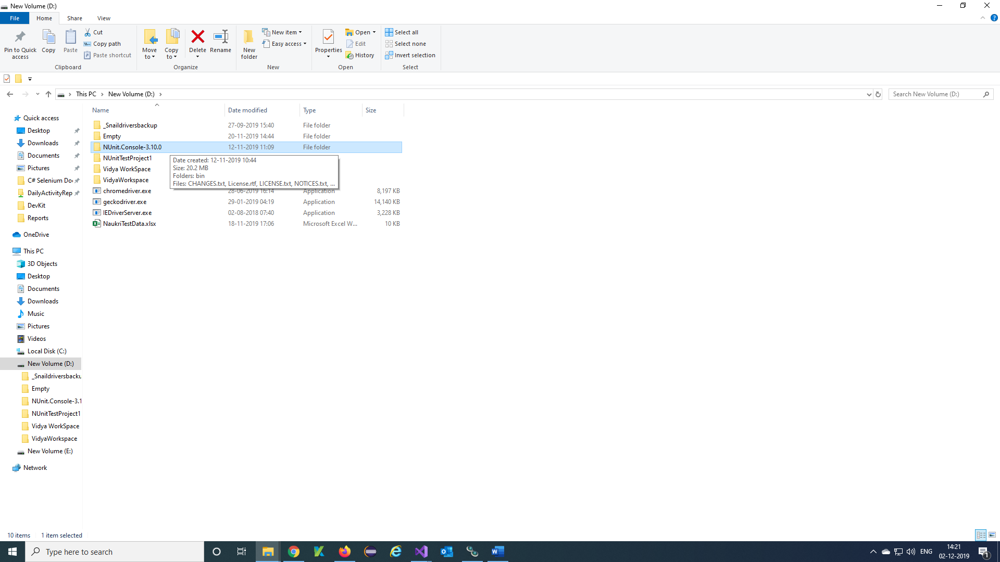 New Volume (D:)
File Home Share View
Pin to Quick access
Copy
Paste
Cut
Copy path
Paste shortcut
Clipboard
Move to
Copy to
Delete
Rename
Organize
New folder
New item
Easy access
New
Properties
Open
Edit
History
Open
Select all
Select none
Invert selection
Select
This PC New Volume (D:)
Search New Volume (D:)
Name Date modified Type Size
_Snaildriversbackup 27-09-2019 15:40 File folder
Empty 20-11-2019 14:44 File folder
NUnit.Console-3.10.0 12-11-2019 11:09 File folder
NUnitTestProject1
Vidya WorkSpace
VidyaWorkspace
Date created: 12-11-2019 10:44
Size: 20.2 MB
Folders: bin
Files: CHANGES.txt, License.rtf, LICENSE.txt, NOTICES.txt, ...
chromedriver.exe 28-06-2019 16:14 Application 8,197 KB
geckodriver.exe 29-01-2019 04:19 Application 14,140 KB
IEDriverServer.exe 02-08-2018 07:40 Application 3,228 KB
NaukriTestData.xlsx 18-11-2019 17:06 Microsoft Excel W... 10 KB
Quick access
Desktop
Downloads
Documents
Pictures
C# Selenium Do
DailyActivityRep
DevKit
Reports
OneDrive
This PC
3D Objects
Desktop
Documents
Downloads
Music
Pictures
Videos
Local Disk (C:)
New Volume (D:)
_Snaildriversbacku
Empty
NUnit.Console-3.1
NUnitTestProject1
Vidya WorkSpace
VidyaWorkspace
New Volume (E:)
Network
10 items 1 item selected
Type here to search
ENG
14:21
02-12-2019
1